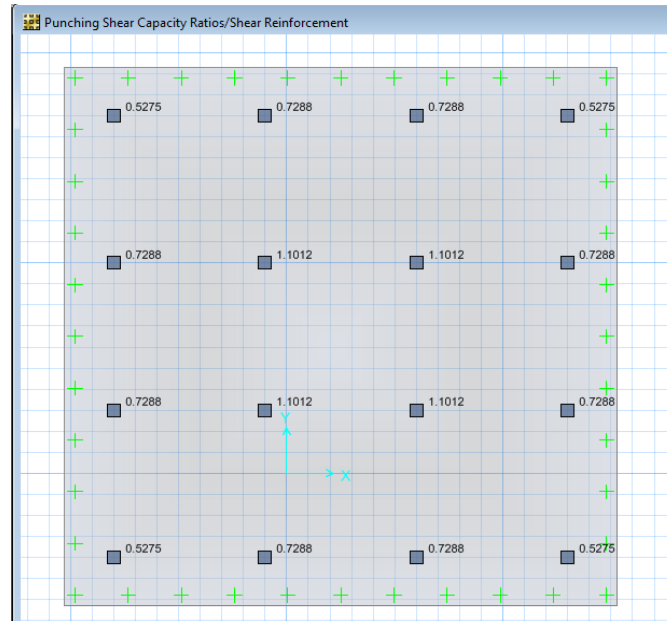 Punching Shear Capacity Ratios/Shear Reinforcement
0.5275 0.7288 0.7288 0.5275
0.7288 1.1012 1.1012 0.7288
0.7288 1.1012 1.1012 0.7288
Y
X
0.5275 0.7288 0.7288 0.5275